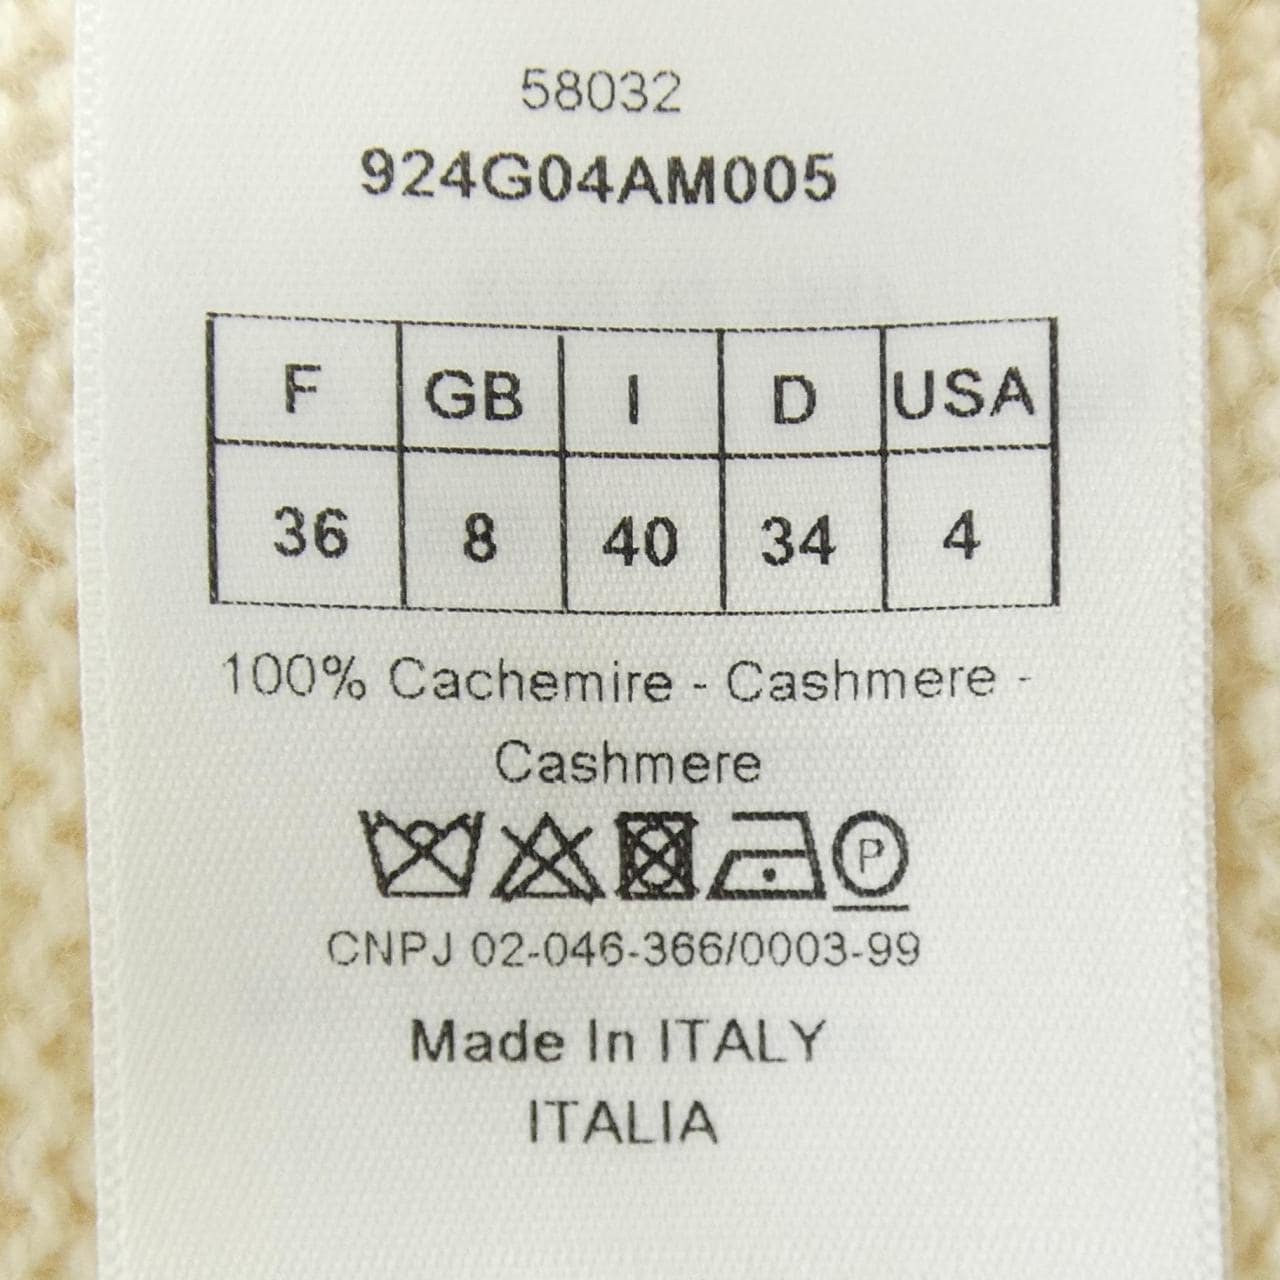 58032
924G04AM005
F GB I D USA
36 8 40 34 4
100% Cachemire - Cashmere -
Cashmere
P
CNPJ 02-046-366/0003-99
Made In ITALY
ITALIA